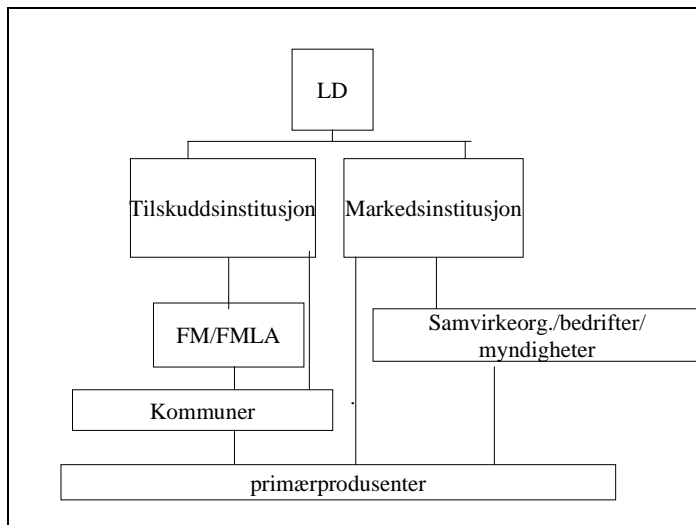 LD
Tilskuddsinstitusjon
Markedsinstitusjon
FM/FMLA
Samvirkeorg./bedrifter/
myndigheter
Kommuner
primærprodusenter